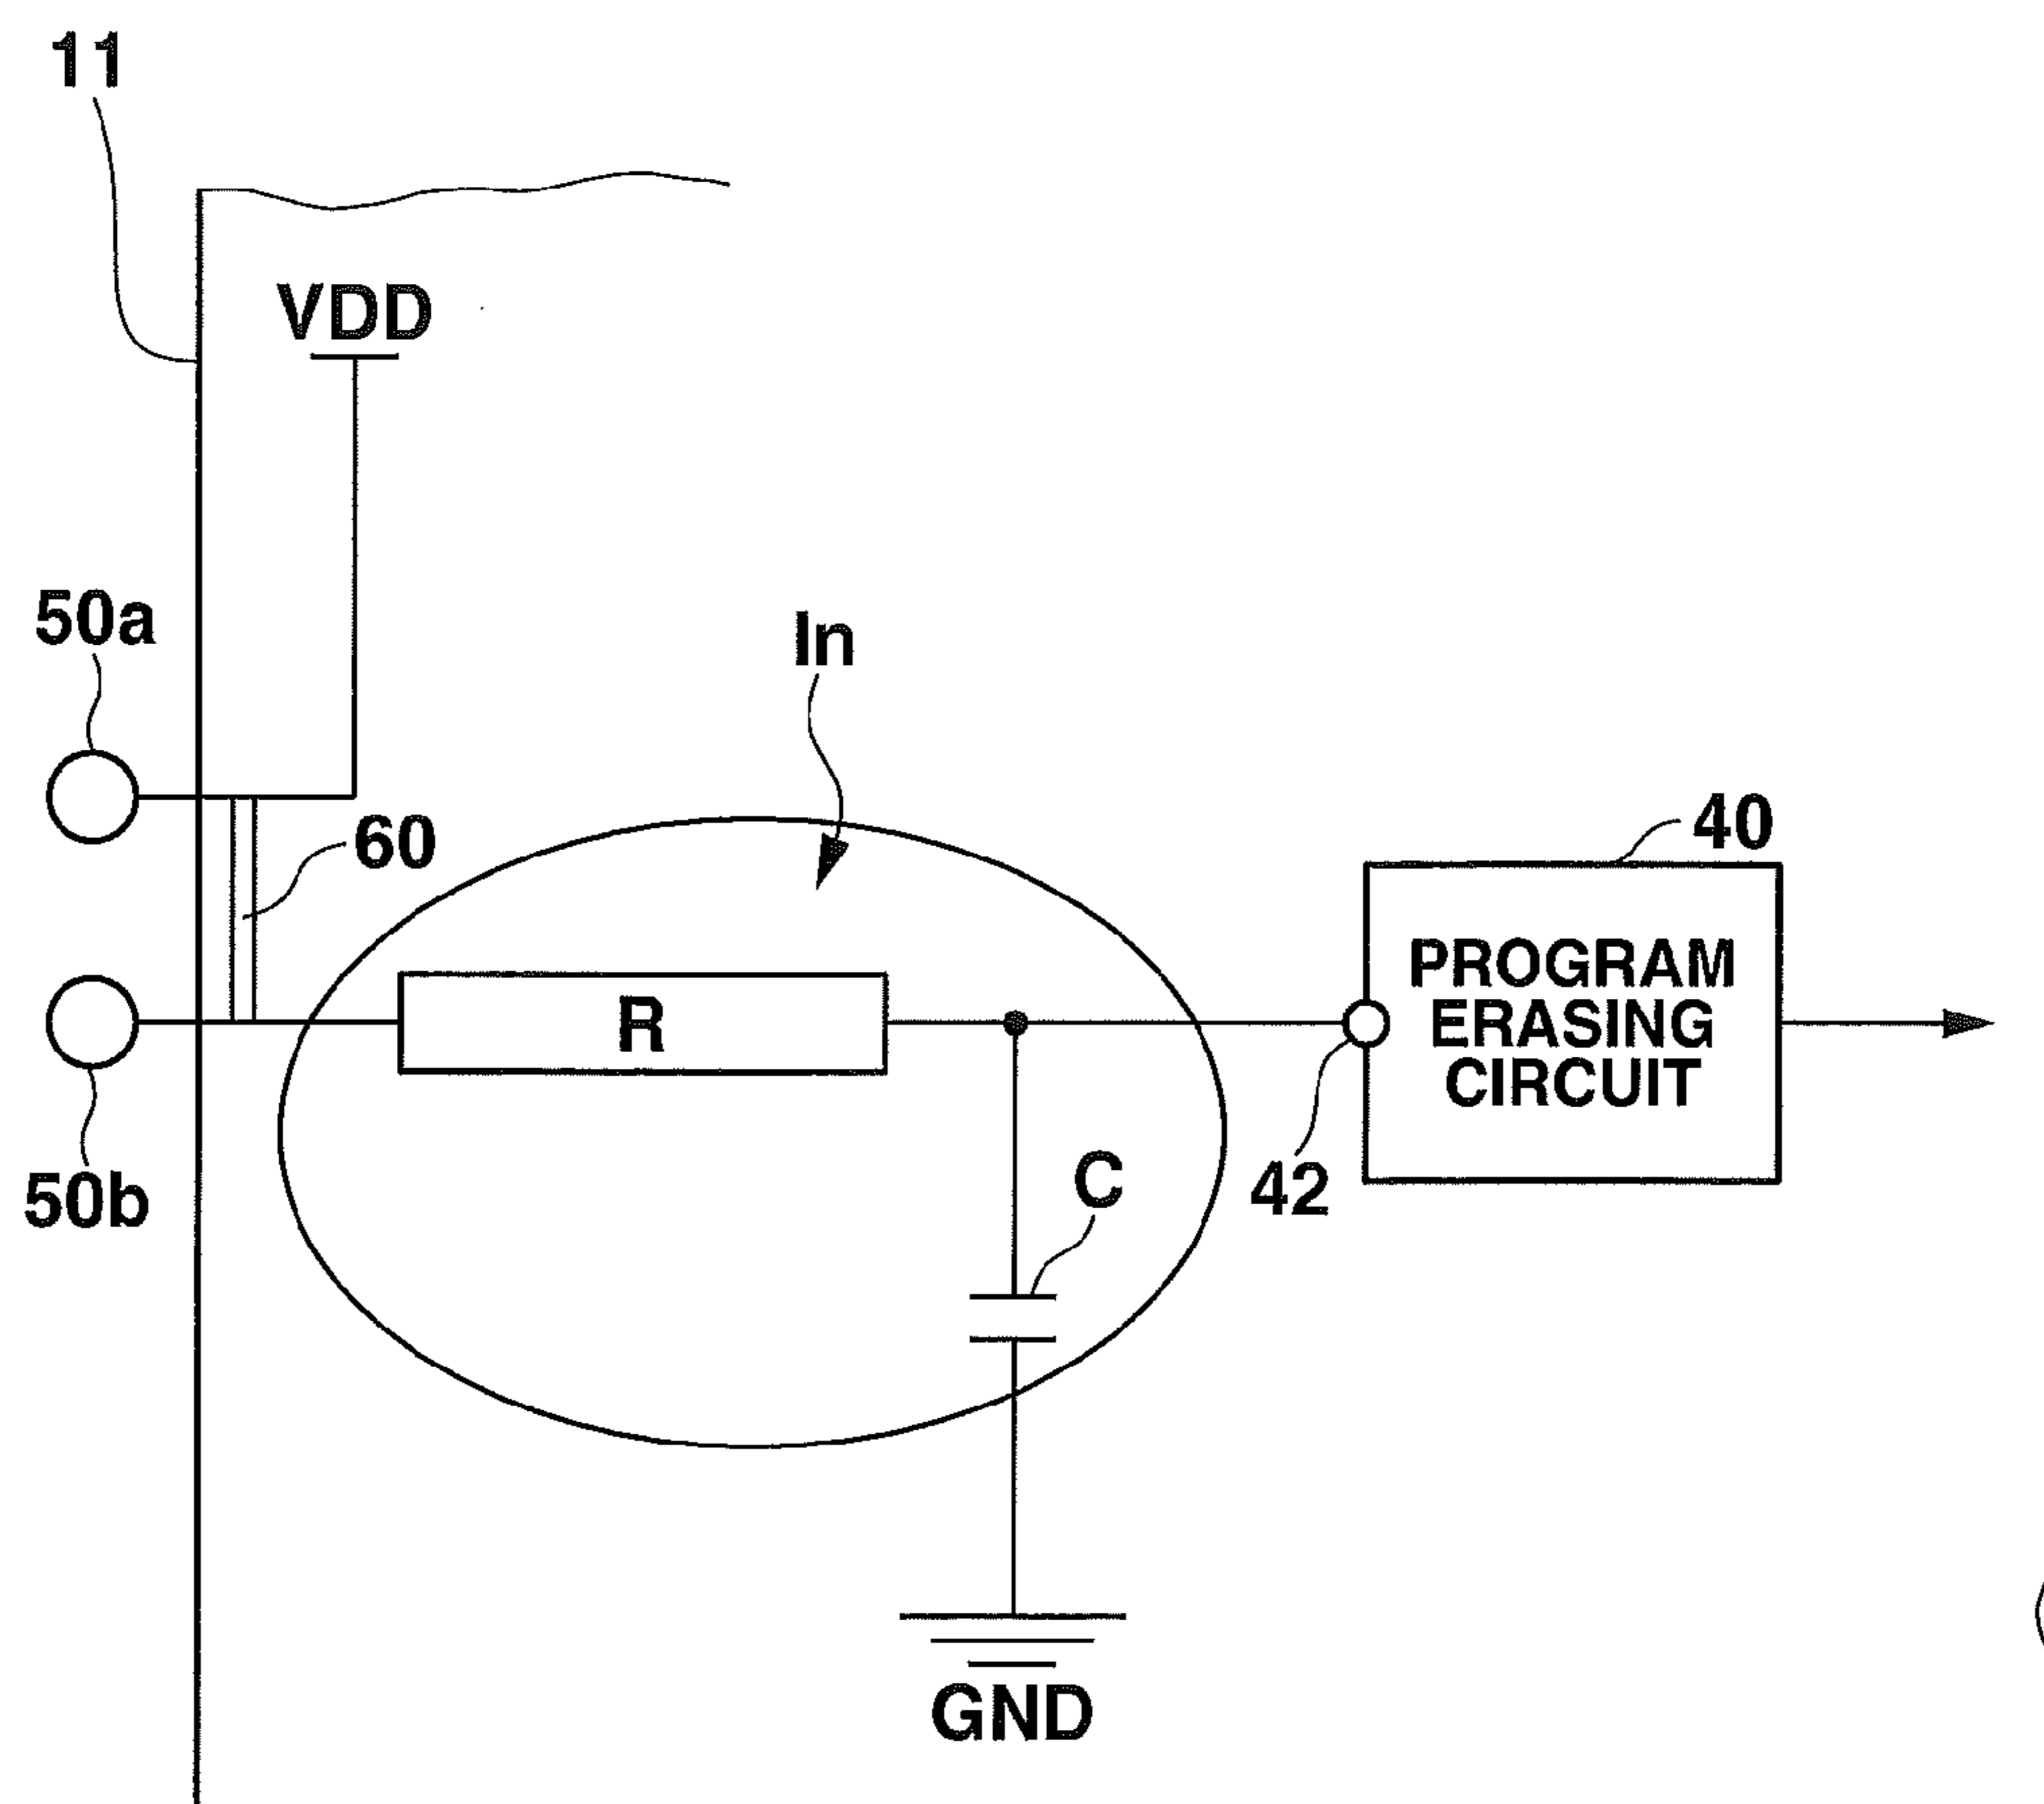 11
VDD
50a
In
60
40
PROGRAM
ERASING
CIRCUIT
R
50b
C
42
GND